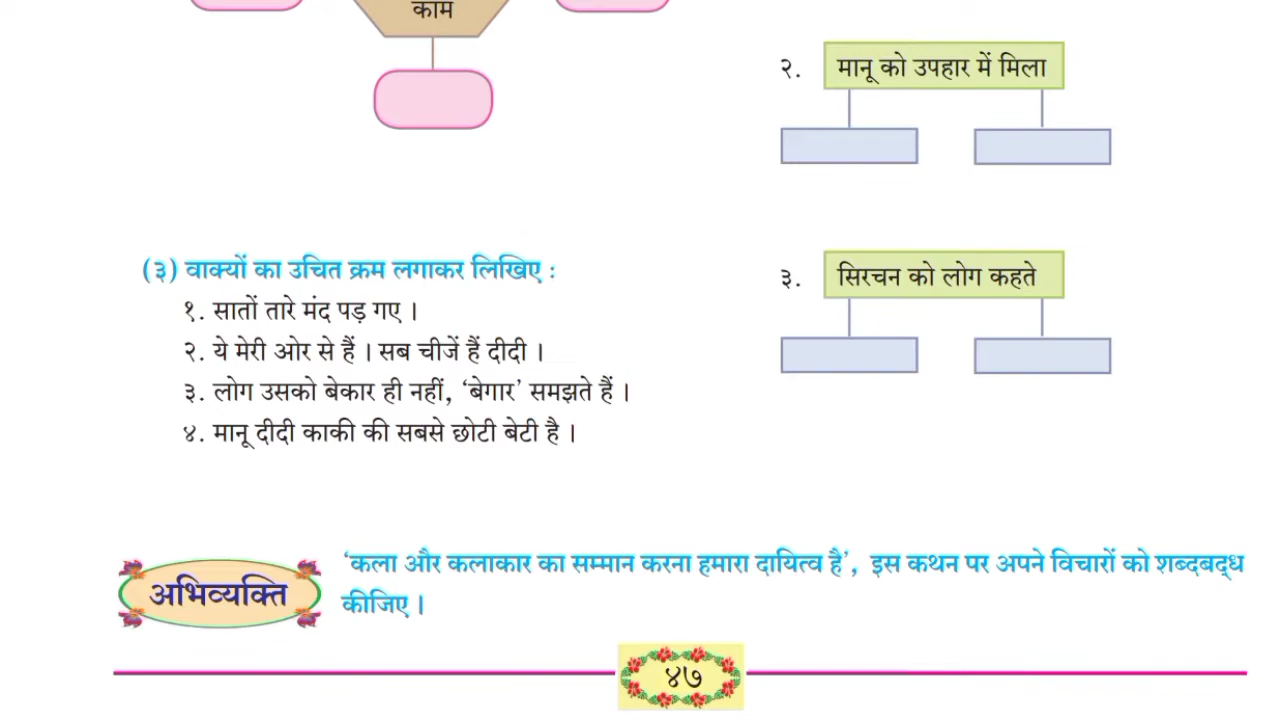 काम
२. मानू को उपहार में मिला
(३) वाक्यों का उचित क्रम लगाकर लिखिए :
१. सातों तारे मंद पड़ गए ।
२. ये मेरी ओर से हैं । सब चीजें हैं दीदी ।
३. लोग उसको बेकार ही नहीं, ‘बेगार’ समझते हैं ।
४. मानू दीदी काकी की सबसे छोटी बेटी है ।
३. सिरचन को लोग कहते
अभिव्यक्ति
‘कला और कलाकार का सम्मान करना हमारा दायित्व है’, इस कथन पर अपने विचारों को शब्दबद्ध
कीजिए ।
४७